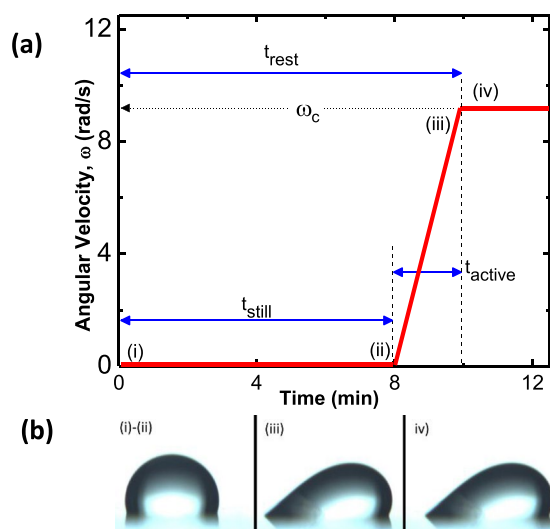 (a)
12
8
4
0
Angular Velocity, ω (rad/s)
t_rest
ω_c
(iv)
(iii)
t_active
t_still
(i)
(ii)
0
4
8
12
Time (min)
(b)
(i)-(ii)
(iii)
iv)